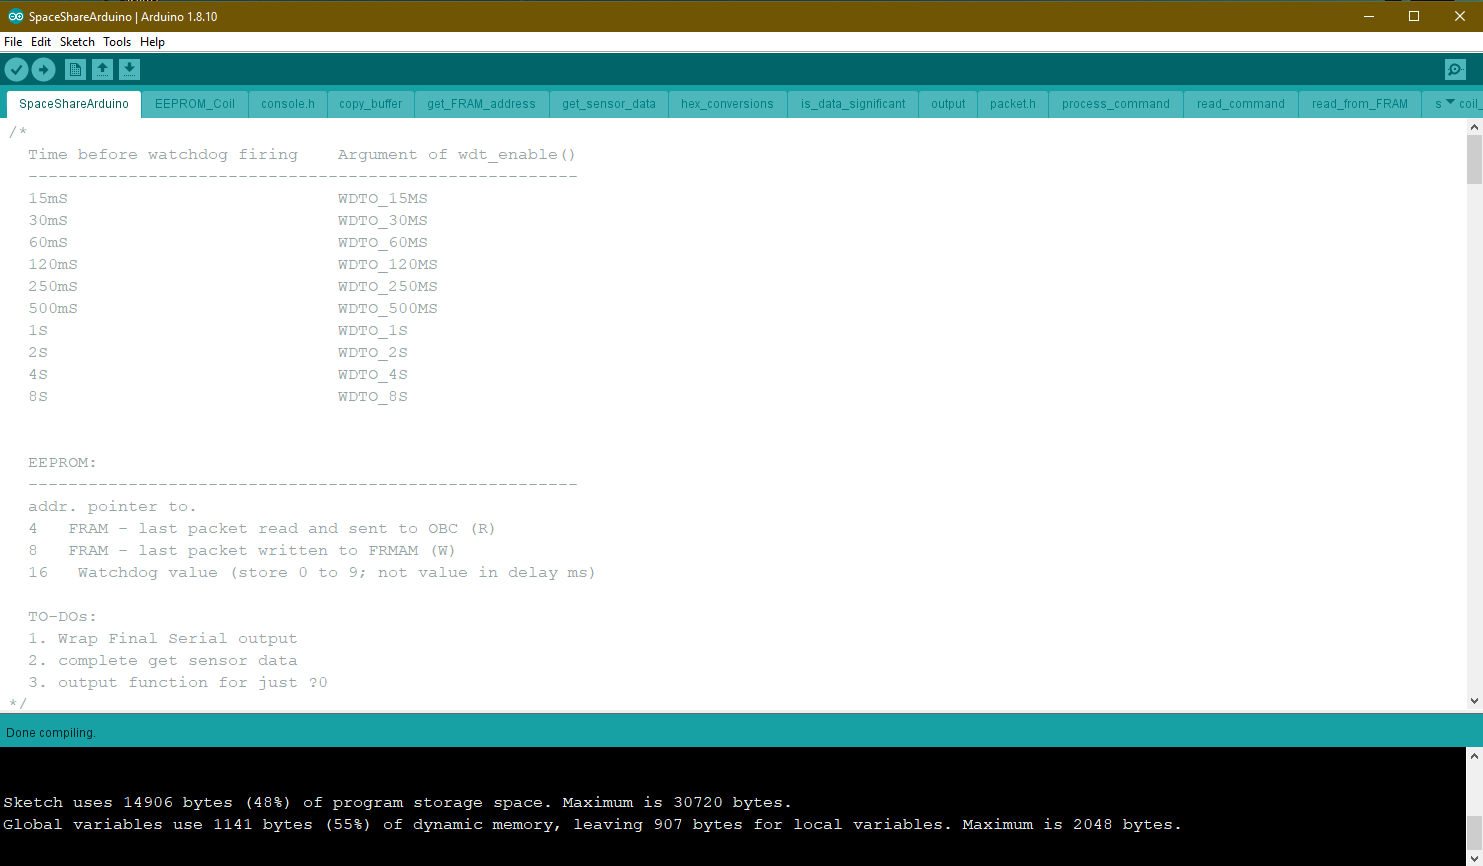 SpaceShareArduino | Arduino 1.8.10
File Edit Sketch Tools Help
SpaceShareArduino EEPROM_Coil console.h copy_buffer get_FRAM_address get_sensor_data hex_conversions is_data_significant output packet.h process_command read_command read_from_FRAM s coil_
/*
Time before watchdog firing    Argument of wdt_enable()
-------------------------------------------------------
15mS                           WDTO_15MS
30mS                           WDTO_30MS
60mS                           WDTO_60MS
120mS                          WDTO_120MS
250mS                          WDTO_250MS
500mS                          WDTO_500MS
1S                             WDTO_1S
2S                             WDTO_2S
4S                             WDTO_4S
8S                             WDTO_8S
EEPROM:
-------------------------------------------------------
addr. pointer to.
4   FRAM - last packet read and sent to OBC (R)
8   FRAM - last packet written to FRMAM (W)
16   Watchdog value (store 0 to 9; not value in delay ms)
TO-DOs:
1. Wrap Final Serial output
2. complete get sensor data
3. output function for just ?0
*/
Done compiling.
Sketch uses 14906 bytes (48%) of program storage space. Maximum is 30720 bytes.
Global variables use 1141 bytes (55%) of dynamic memory, leaving 907 bytes for local variables. Maximum is 2048 bytes.